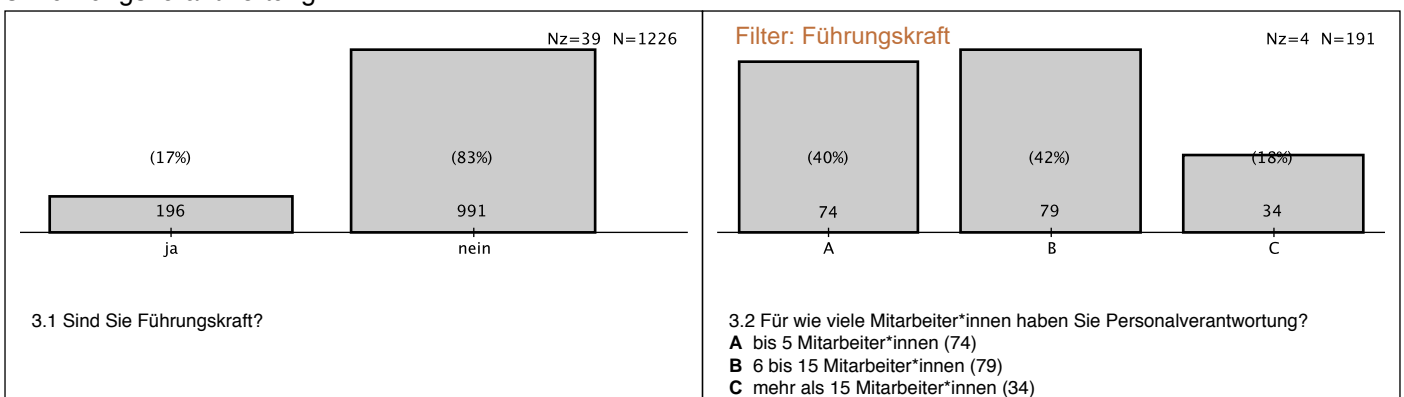 Nz=39 N=1226
(17%)
(83%)
196
991
ja
nein
3.1 Sind Sie Führungskraft?
Filter: Führungskraft
Nz=4 N=191
(40%)
(42%)
(18%)
74
79
34
A
B
C
3.2 Für wie viele Mitarbeiter*innen haben Sie Personalverantwortung?
A bis 5 Mitarbeiter*innen (74)
B 6 bis 15 Mitarbeiter*innen (79)
C mehr als 15 Mitarbeiter*innen (34)